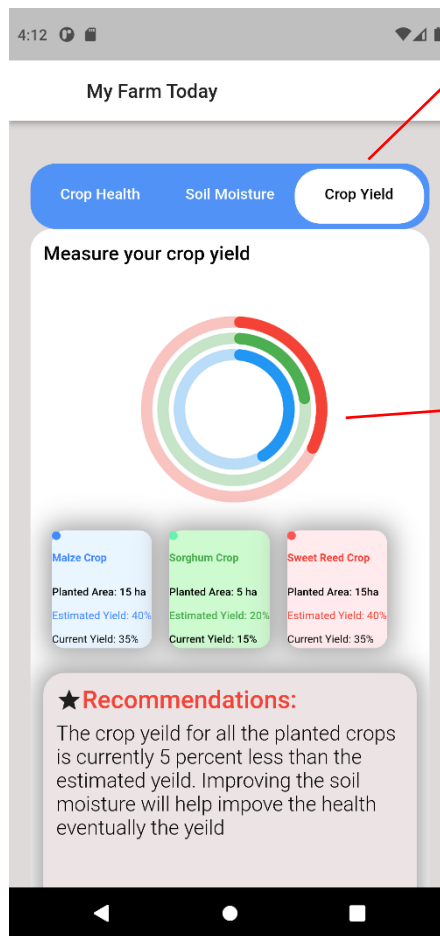 4:12
My Farm Today
Crop Health Soil Moisture Crop Yield
Measure your crop yield
Maize Crop
Planted Area: 15 ha
Estimated Yield: 40%
Current Yield: 35%
Sorghum Crop
Planted Area: 5 ha
Estimated Yield: 20%
Current Yield: 15%
Sweet Reed Crop
Planted Area: 15ha
Estimated Yield: 40%
Current Yield: 35%
Recommendations:
The crop yeild for all the planted crops
is currently 5 percent less than the
estimated yeild. Improving the soil
moisture will help impove the health
eventually the yeild